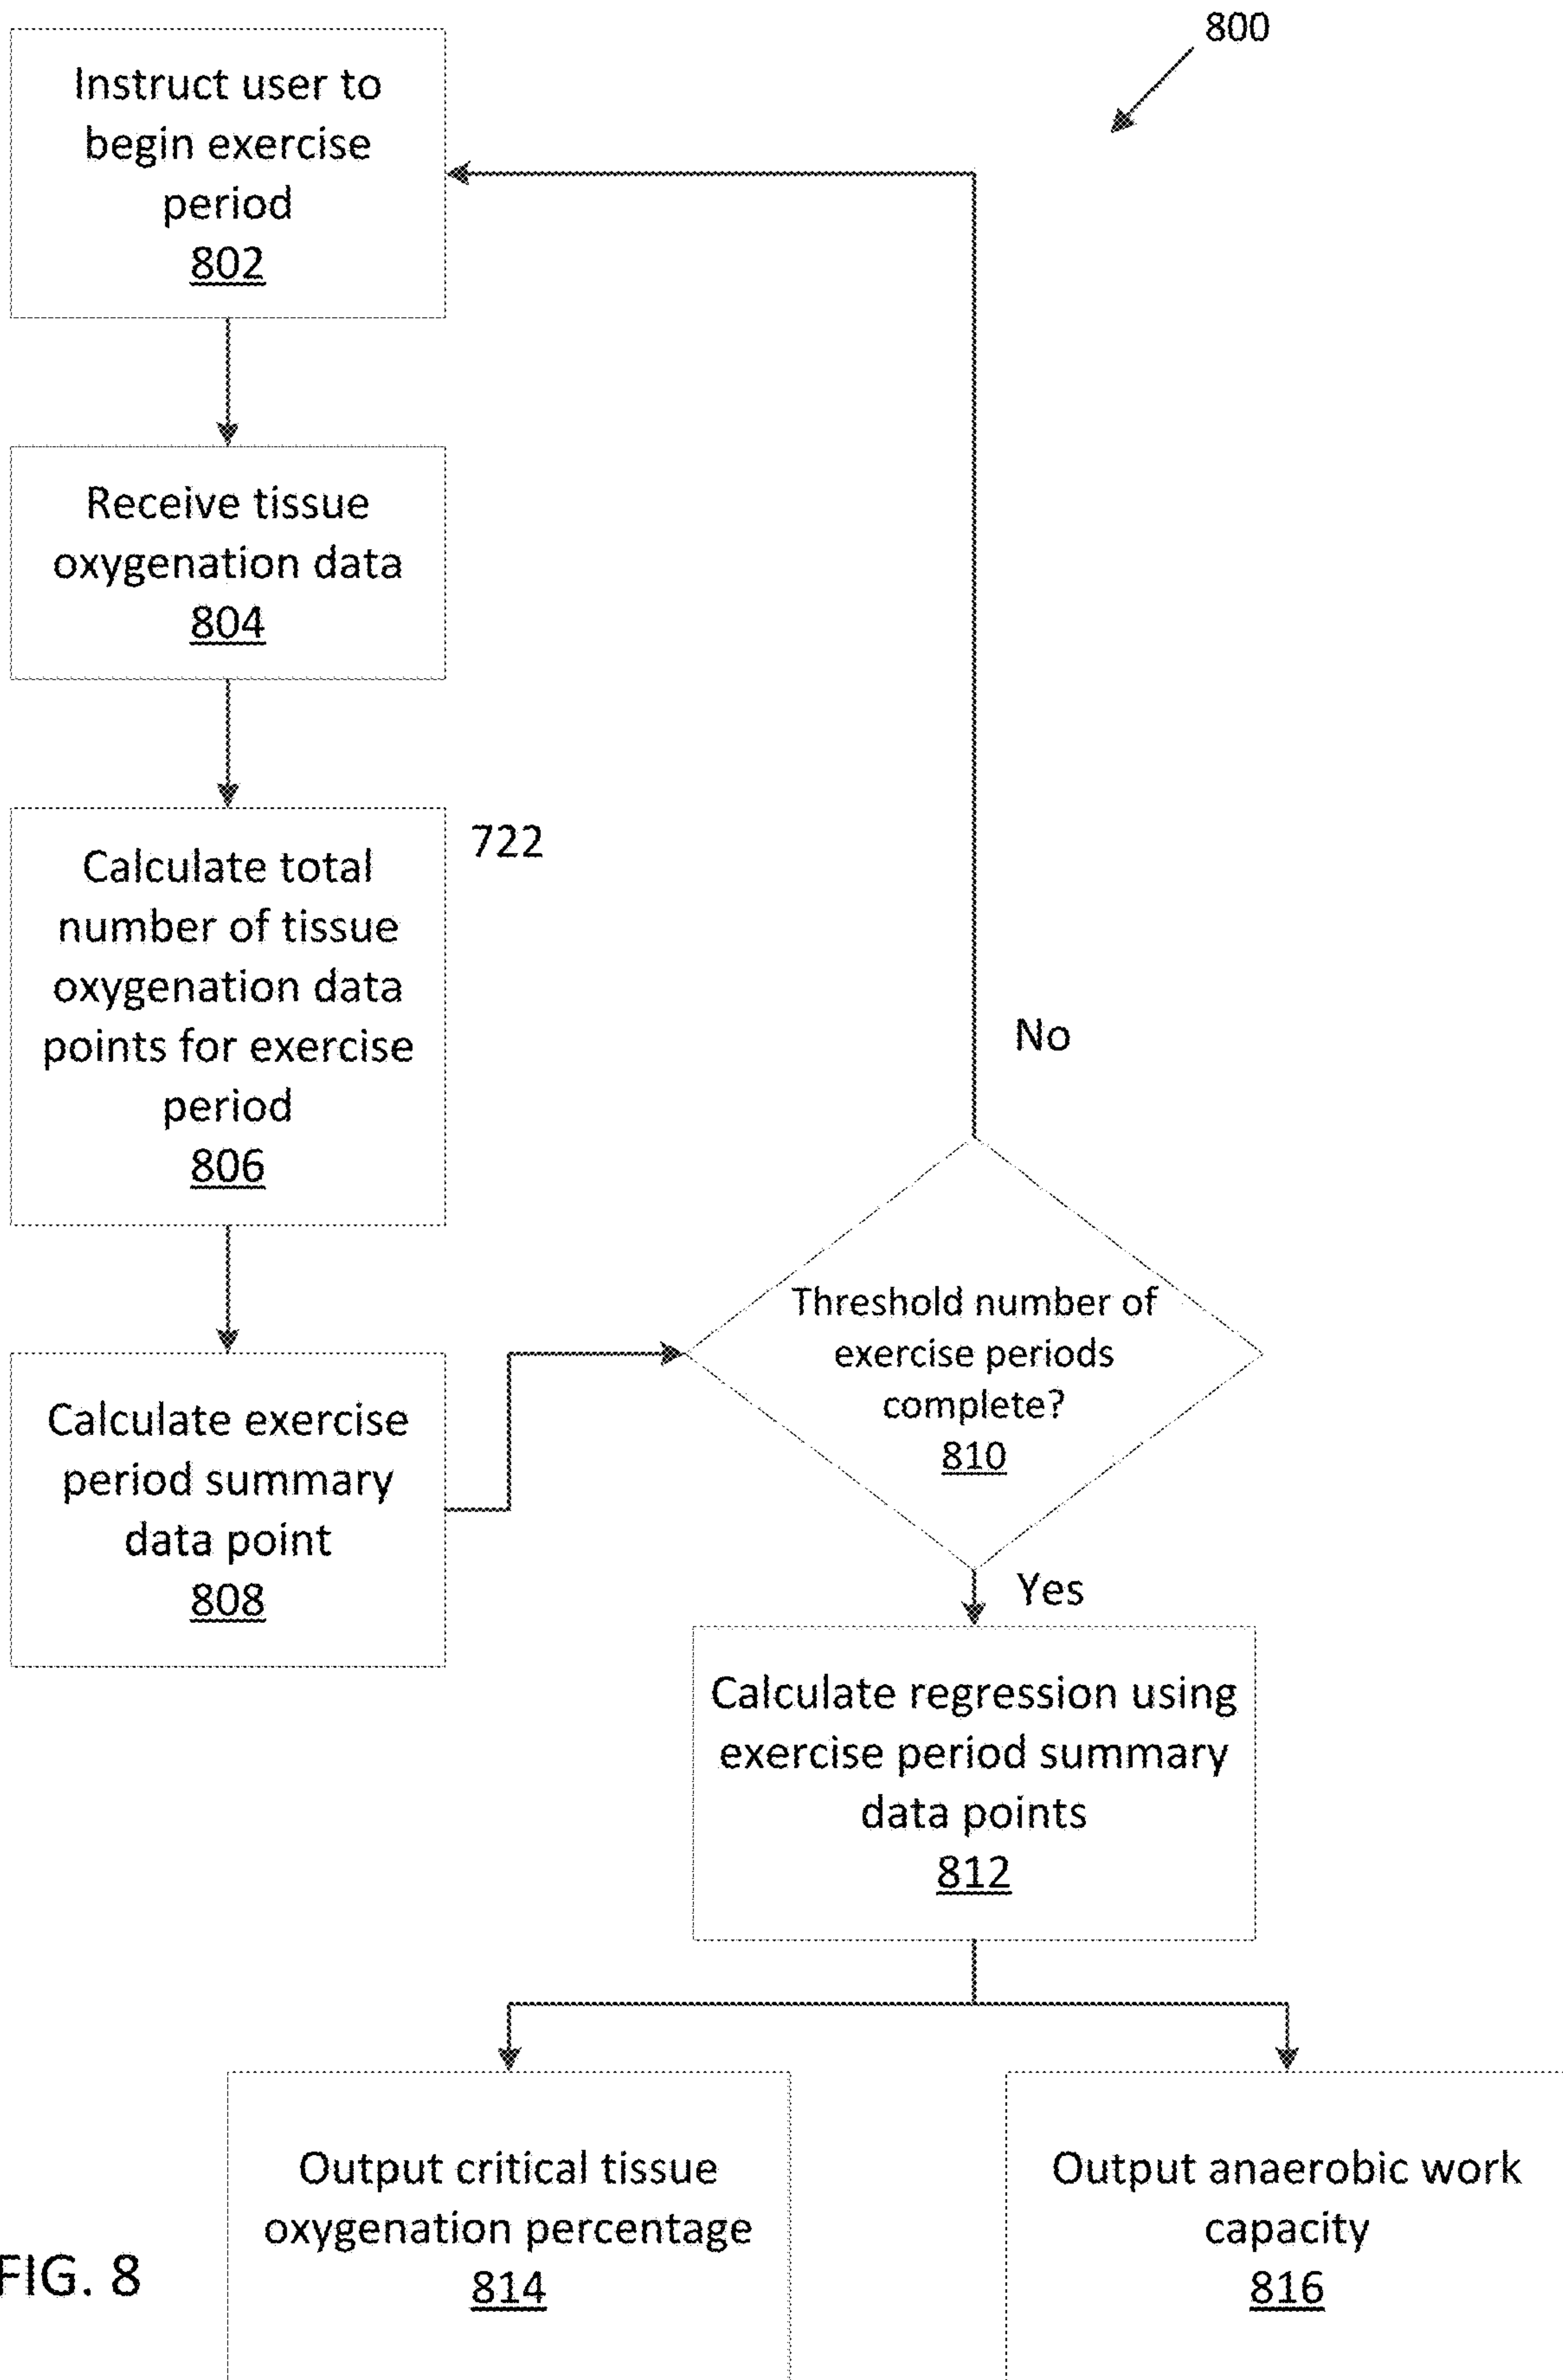 800
Instruct user to
begin exercise
period
802
Receive tissue
oxygenation data
804
722
Calculate total
number of tissue
oxygenation data
points for exercise
period
806
No
Threshold number of
exercise periods
complete?
810
Calculate exercise
period summary
data point
808
Yes
Calculate regression using
exercise period summary
data points
812
Output critical tissue
oxygenation percentage
814
Output anaerobic work
capacity
816
FIG. 8